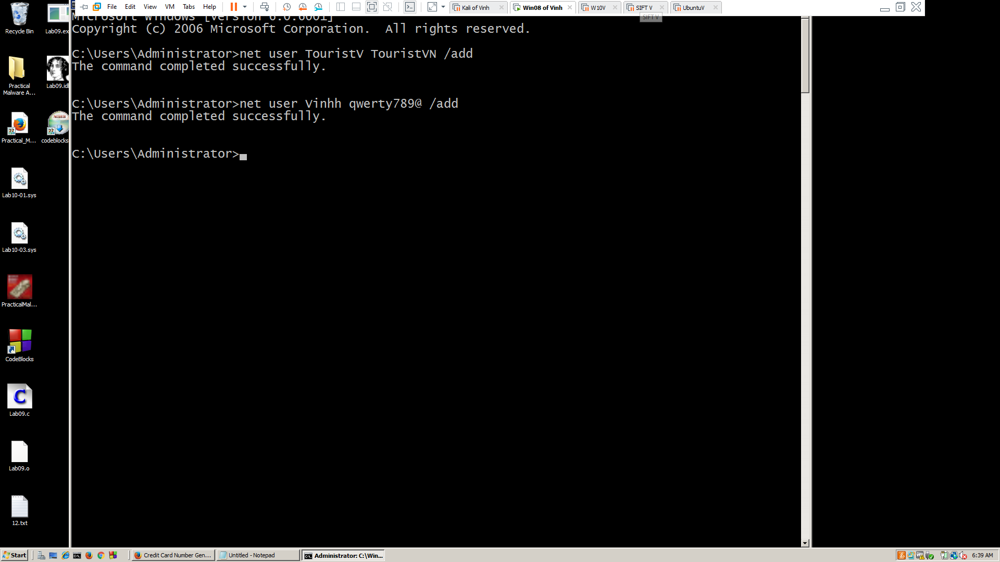 File Edit View VM Tabs Help
Kali of Vinh
Win08 of Vinh
W10V
SIFT V
UbuntuV
SIFT V
Microsoft Windows [Version 6.0.6001]
Copyright (c) 2006 Microsoft Corporation.  All rights reserved.
C:\Users\Administrator>net user TouristV TouristVN /add
The command completed successfully.
C:\Users\Administrator>net user Vinhh qwerty789@ /add
The command completed successfully.
C:\Users\Administrator>
Recycle Bin
Lab09.ex
Practical
Malware A...
Lab09.id
Practical_M...
codeblocks
Lab10-01.sys
Lab10-03.sys
PracticalMal...
CodeBlocks
Lab09.c
Lab09.o
12.txt
Start
Credit Card Number Gen...
Untitled - Notepad
Administrator: C:\Win...
6:39 AM